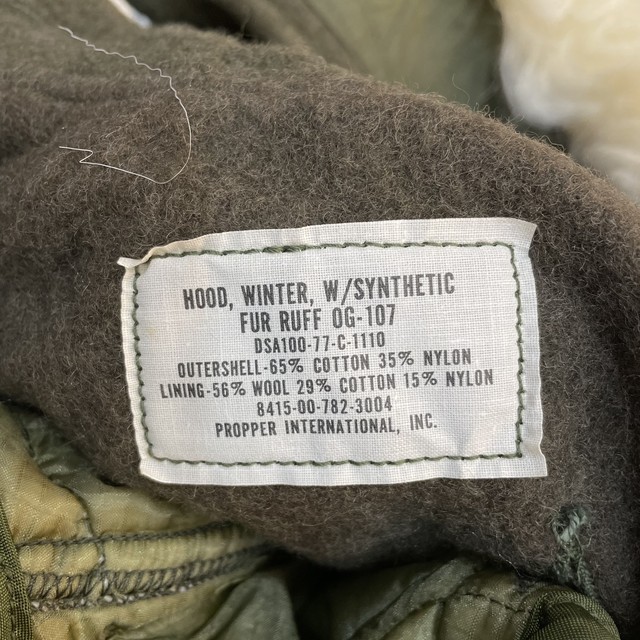 HOOD, WINTER, W/SYNTHETIC
FUR RUFF OG-107
DSA100-77-C-1110
OUTERSHELL-65% COTTON 35% NYLON
LINING-56% WOOL 29% COTTON 15% NYLON
8415-00-782-3004
PROPPER INTERNATIONAL, INC.